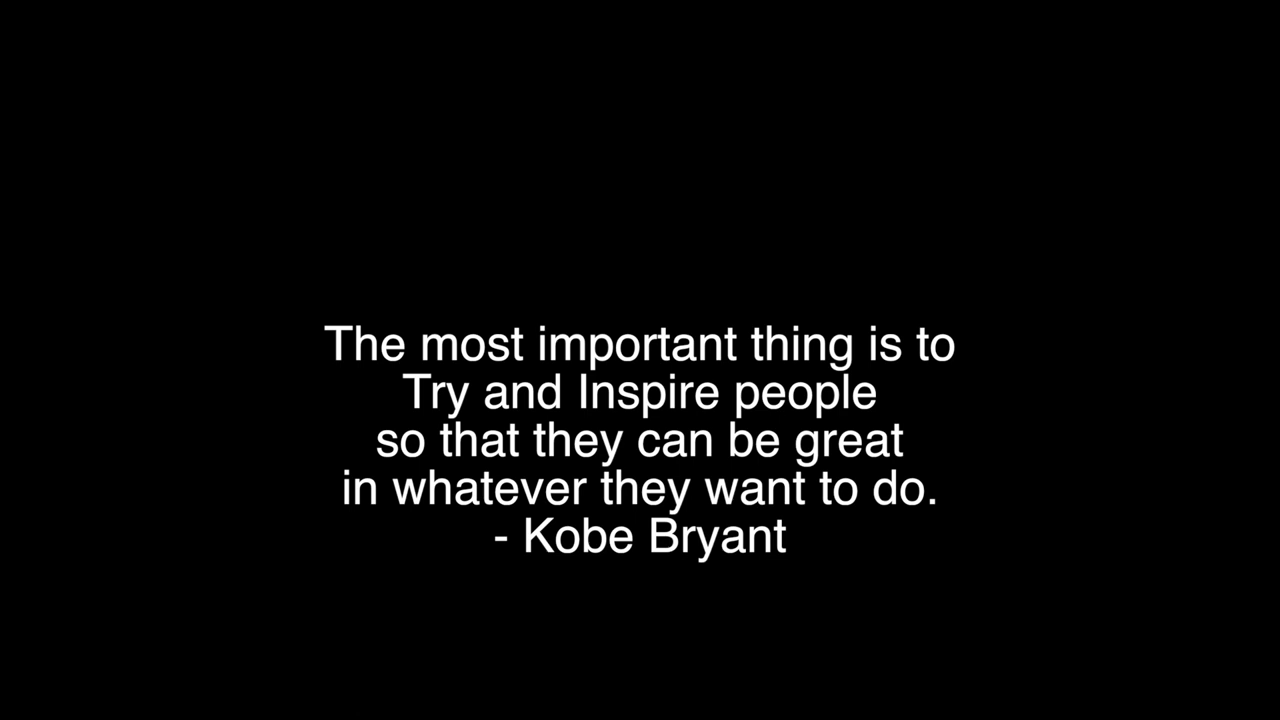 The most important thing is to
Try and Inspire people
so that they can be great
in whatever they want to do.
- Kobe Bryant